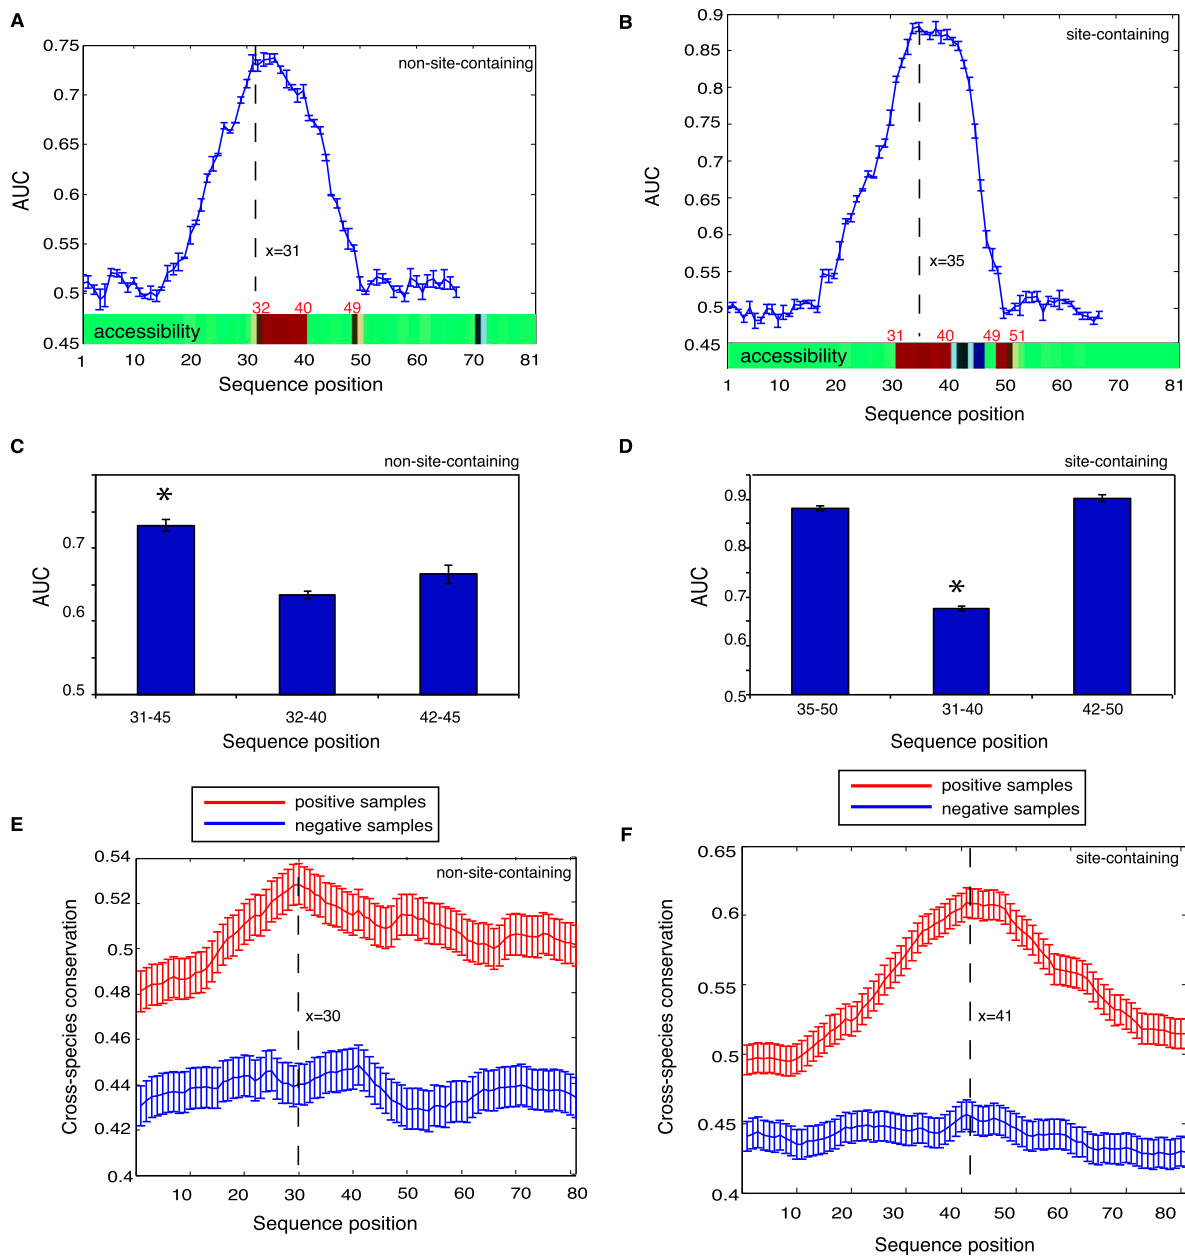 A
non-site-containing
0.75
0.7
0.65
0.6
0.55
0.5
0.45
AUC
x=31
32 40 49
accessibility
1 10 20 30 40 50 60 70 81
Sequence position
B
site-containing
0.9
0.85
0.8
0.75
0.7
0.65
0.6
0.55
0.5
0.45
AUC
x=35
31 40 49 51
accessibility
1 10 20 30 40 50 60 70 81
Sequence position
C
non-site-containing
*
0.7
0.6
0.5
AUC
31-45 32-40 42-45
Sequence position
D
site-containing
*
0.9
0.8
0.7
0.6
0.5
AUC
35-50 31-40 42-50
Sequence position
positive samples
negative samples
E
non-site-containing
0.54
0.52
0.5
0.48
0.46
0.44
0.42
0.4
Cross-species conservation
x=30
10 20 30 40 50 60 70 80
Sequence position
positive samples
negative samples
F
site-containing
0.65
0.6
0.55
0.5
0.45
0.4
Cross-species conservation
x=41
10 20 30 40 50 60 70 80
Sequence position